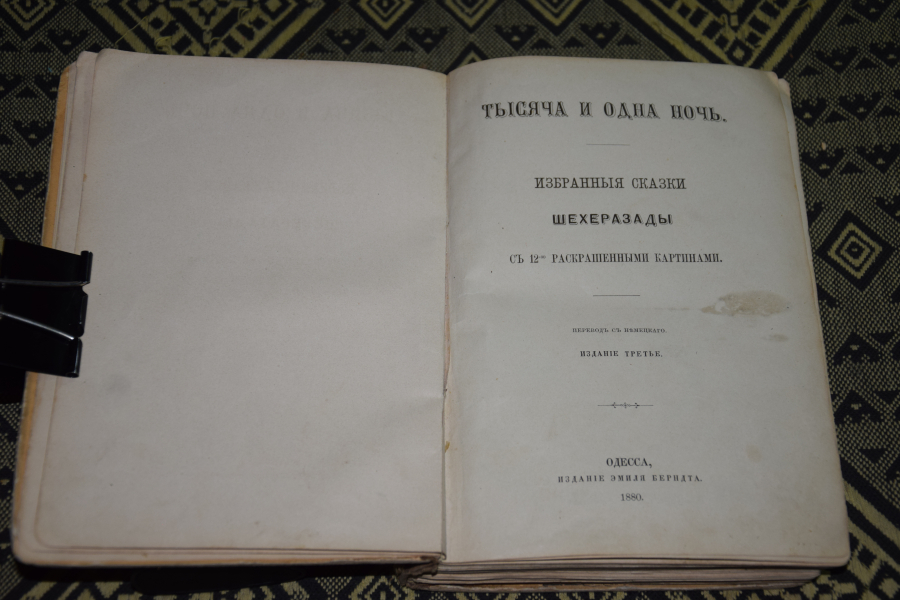 ТЫСЯЧА И ОДНА НОЧЬ.
ИЗБРАННЫЯ СКАЗКИ
ШЕХЕРАЗАДЫ
СЪ 12-ю РАСКРАШЕННЫМИ КАРТИНАМИ.
ПЕРЕВОДЪ СЪ НѢМЕЦКАГО.
ИЗДАНІЕ ТРЕТЬЕ.
ОДЕССА,
ИЗДАНІЕ ЭМИЛЯ БЕРНДТА.
1880.